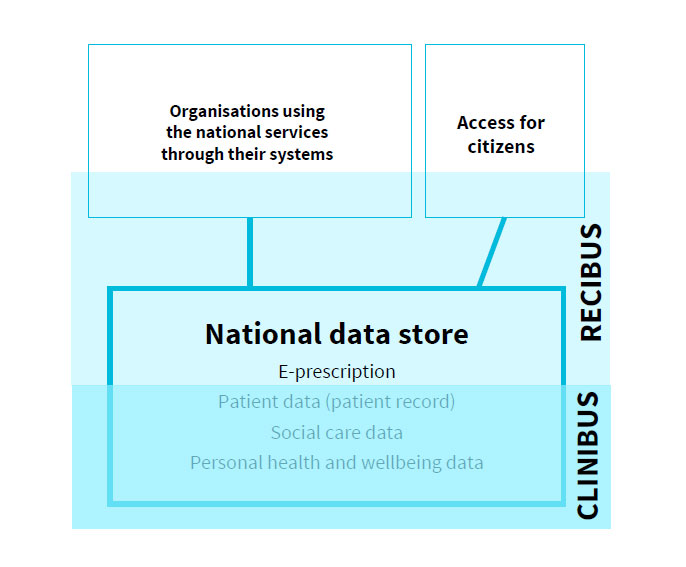 Organisations using
the national services
through their systems
Access for
citizens
RECIBUS
National data store
E-prescription
Patient data (patient record)
Social care data
Personal health and wellbeing data
CLINIBUS